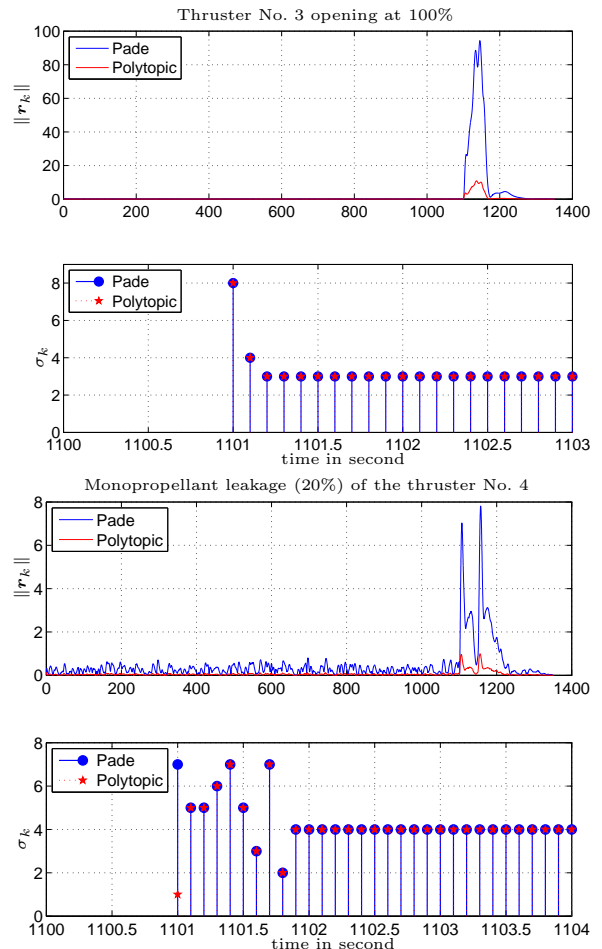 Thruster No. 3 opening at 100%
100
80
60
40
20
0
‖ r_k ‖
Pade
Polytopic
0 200 400 600 800 1000 1200 1400
8
6
4
2
0
σ_k
Pade
Polytopic
1100 1100.5 1101 1101.5 1102 1102.5 1103
time in second
Monopropellant leakage (20%) of the thruster No. 4
8
6
4
2
0
‖ r_k ‖
Pade
Polytopic
0 200 400 600 800 1000 1200 1400
8
6
4
2
0
σ_k
Pade
Polytopic
1100 1100.5 1101 1101.5 1102 1102.5 1103 1103.5 1104
time in second